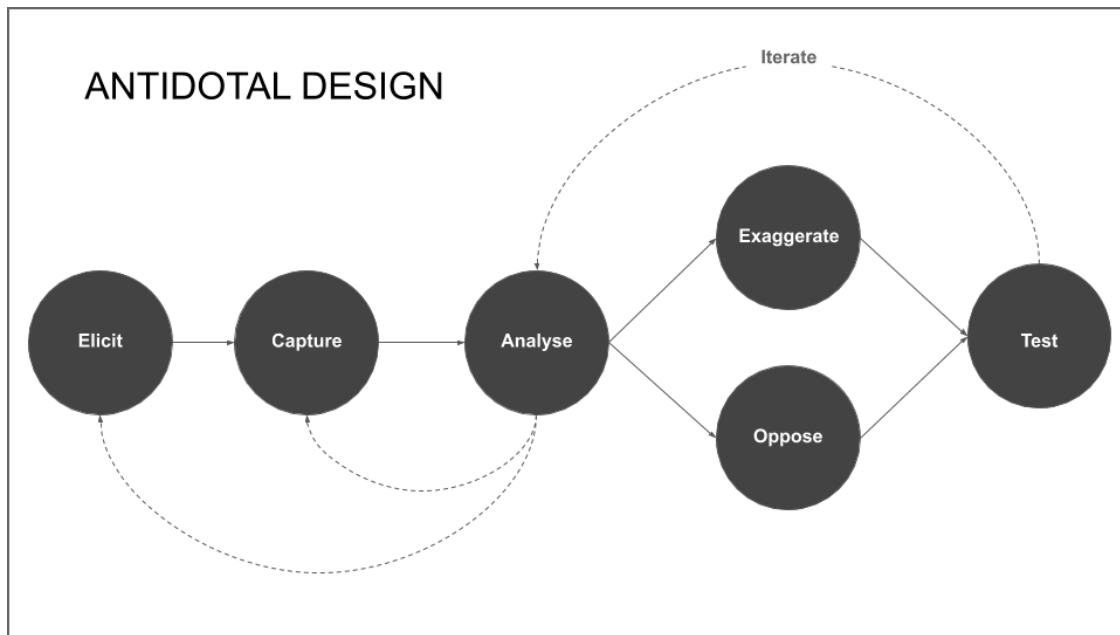 ANTIDOTAL DESIGN
Iterate
Elicit
Capture
Analyse
Exaggerate
Oppose
Test